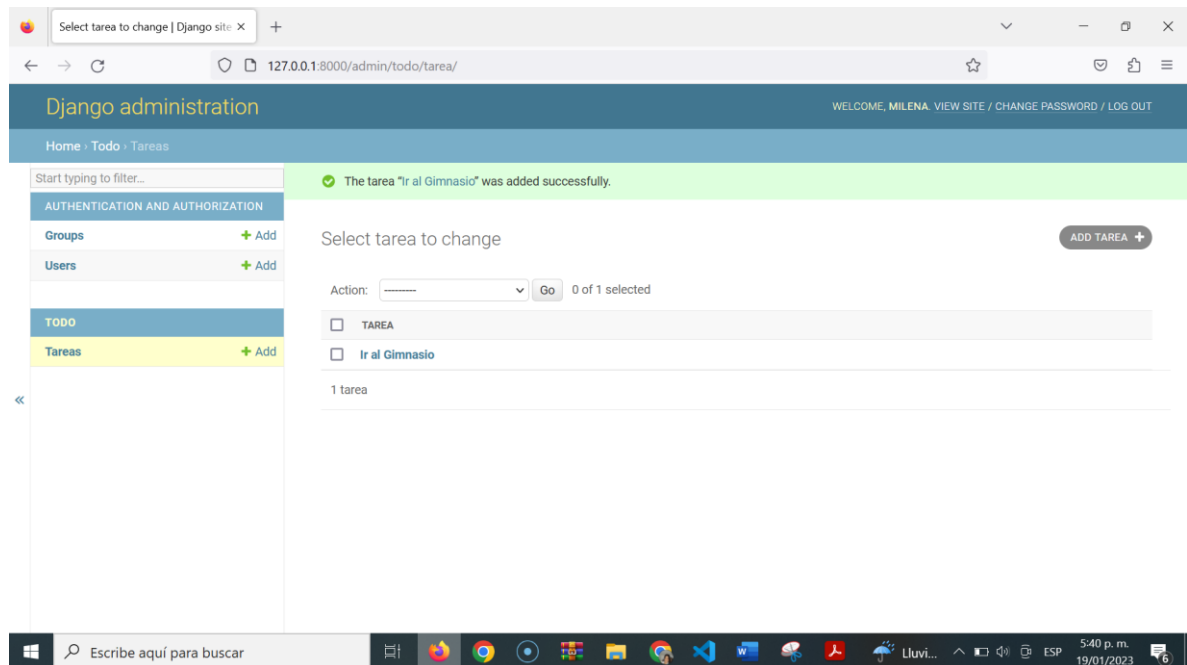 Select tarea to change | Django site
127.0.0.1:8000/admin/todo/tarea/
Django administration
WELCOME, MILENA. VIEW SITE / CHANGE PASSWORD / LOG OUT
Home › Todo › Tareas
Start typing to filter...
The tarea “Ir al Gimnasio” was added successfully.
AUTHENTICATION AND AUTHORIZATION
Groups + Add
Users + Add
TODO
Tareas + Add
«
Select tarea to change
ADD TAREA +
Action: --------- Go 0 of 1 selected
TAREA
Ir al Gimnasio
1 tarea
Escribe aquí para buscar
W
Lluvi...
ESP
5:40 p. m.
19/01/2023
6